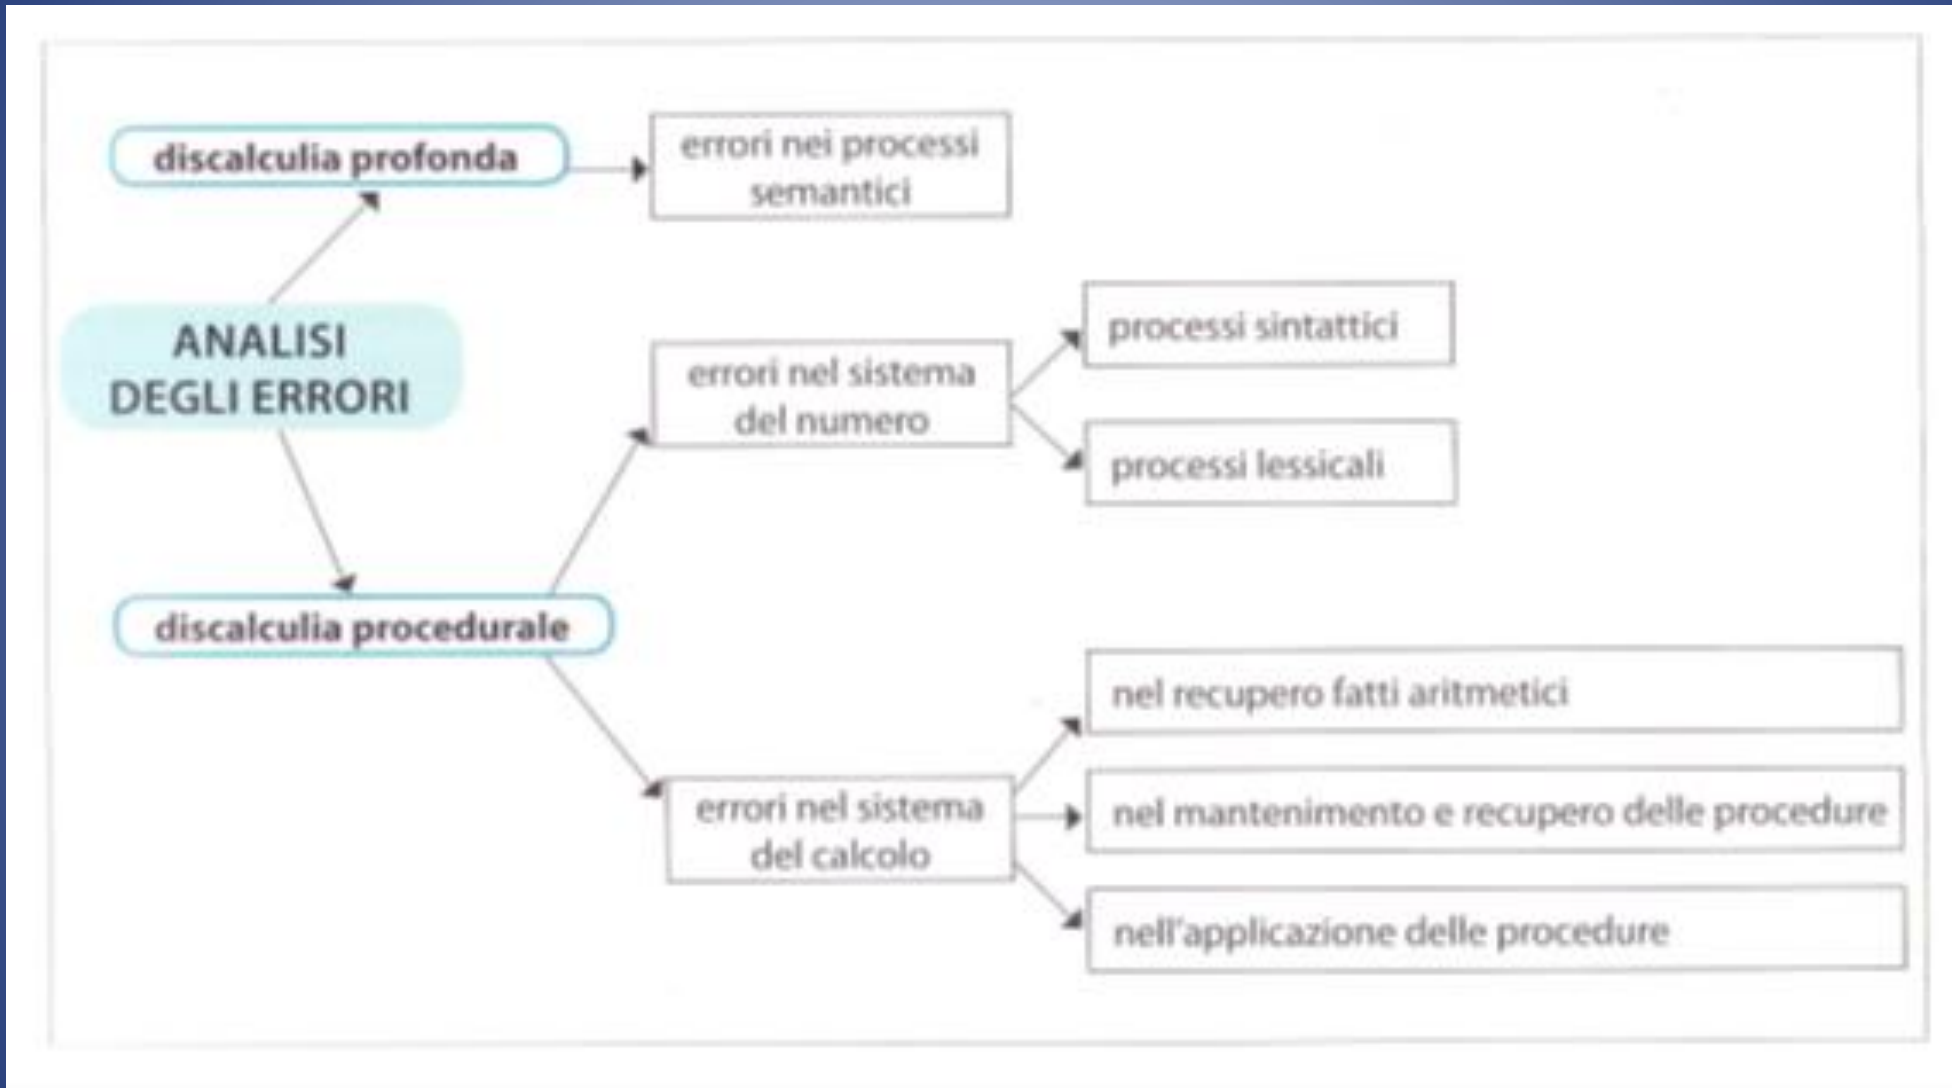 discalculia profonda
errori nei processi
semantici
ANALISI
DEGLI ERRORI
errori nel sistema
del numero
processi sintattici
processi lessicali
discalculia procedurale
errori nel sistema
del calcolo
nel recupero fatti aritmetici
nel mantenimento e recupero delle procedure
nell'applicazione delle procedure